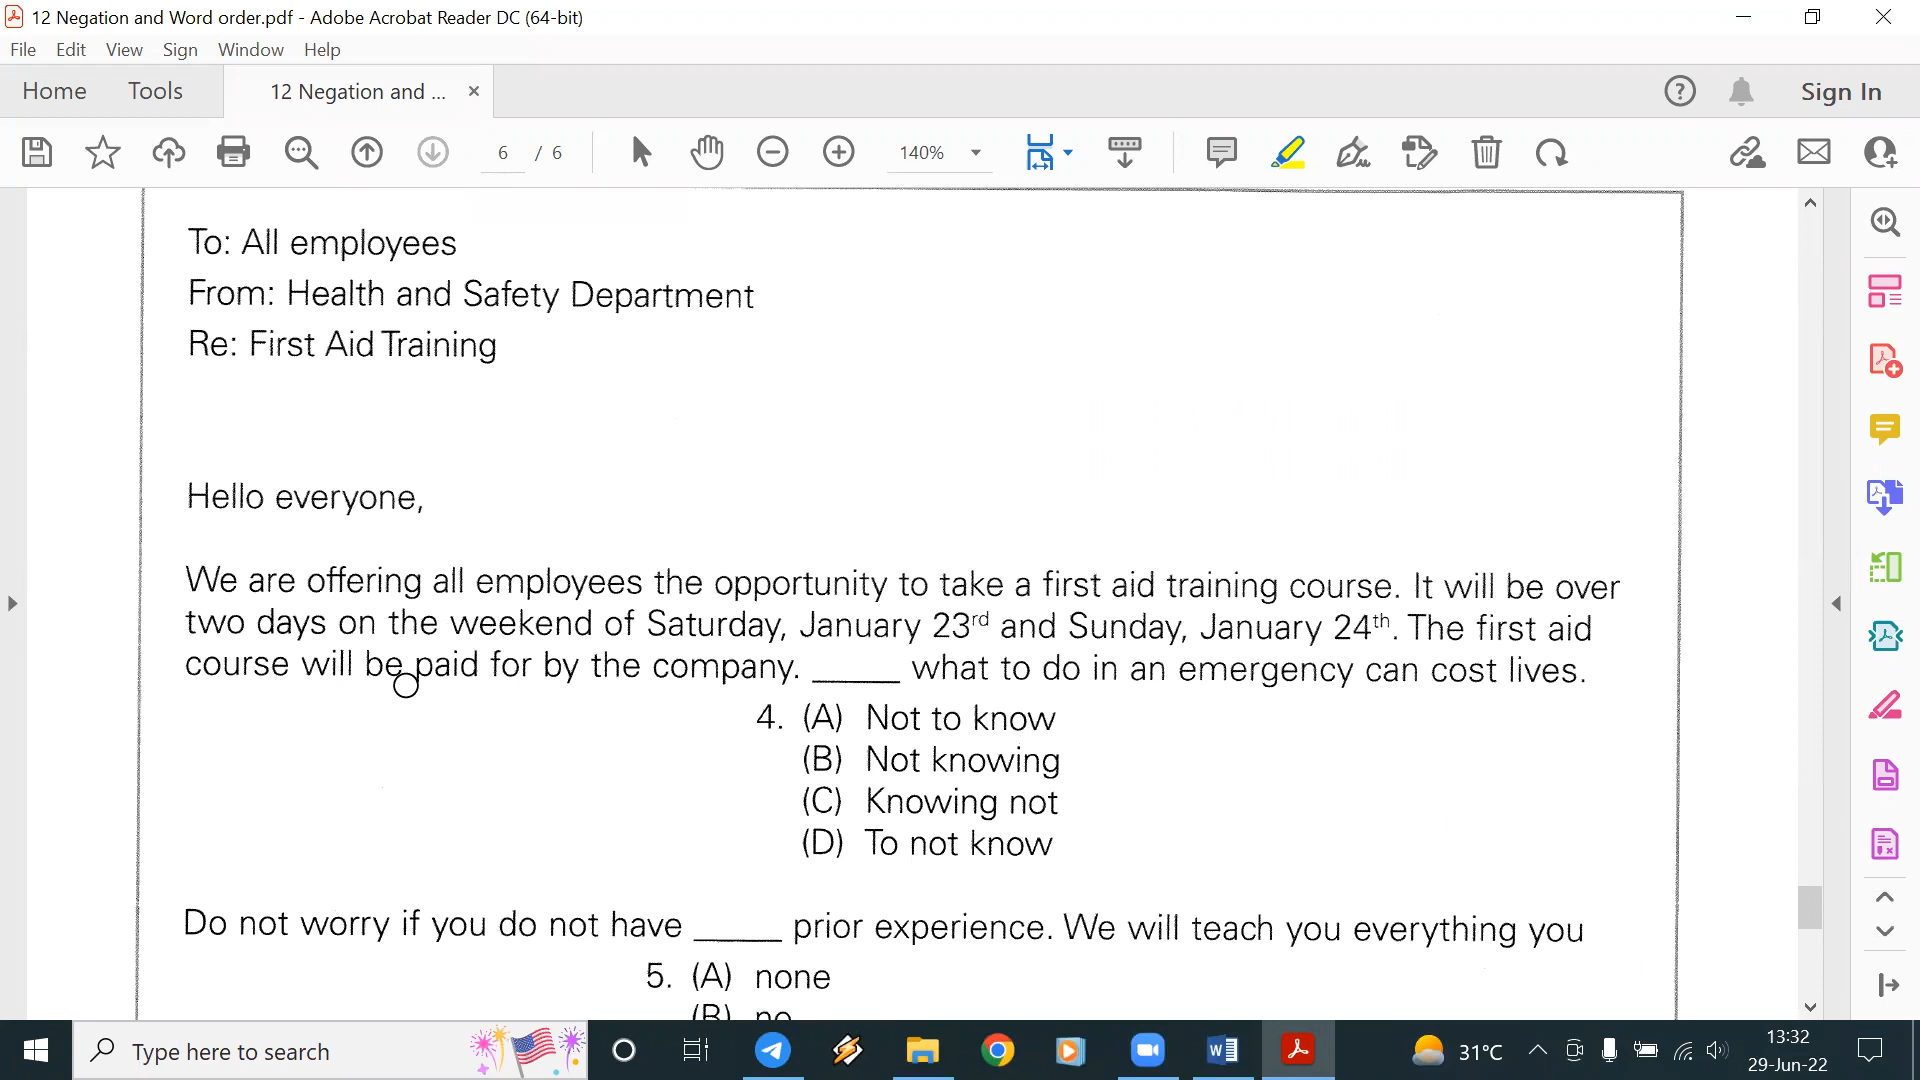 12 Negation and Word order.pdf - Adobe Acrobat Reader DC (64-bit)
File Edit View Sign Window Help
Home Tools 12 Negation and ... × Sign In
6 / 6 140%
To: All employees
From: Health and Safety Department
Re: First Aid Training
Hello everyone,
We are offering all employees the opportunity to take a first aid training course. It will be over
two days on the weekend of Saturday, January 23rd and Sunday, January 24th. The first aid
course will be paid for by the company. _____ what to do in an emergency can cost lives.
4. (A) Not to know
(B) Not knowing
(C) Knowing not
(D) To not know
Do not worry if you do not have _____ prior experience. We will teach you everything you
5. (A) none
(B) no
Type here to search
31°C
13:32
29-Jun-22